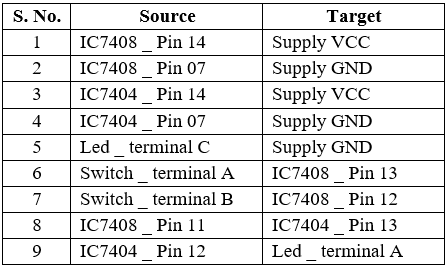 S. No. Source Target
1 IC7408 _ Pin 14 Supply VCC
2 IC7408 _ Pin 07 Supply GND
3 IC7404 _ Pin 14 Supply VCC
4 IC7404 _ Pin 07 Supply GND
5 Led _ terminal C Supply GND
6 Switch _ terminal A IC7408 _ Pin 13
7 Switch _ terminal B IC7408 _ Pin 12
8 IC7408 _ Pin 11 IC7404 _ Pin 13
9 IC7404 _ Pin 12 Led _ terminal A